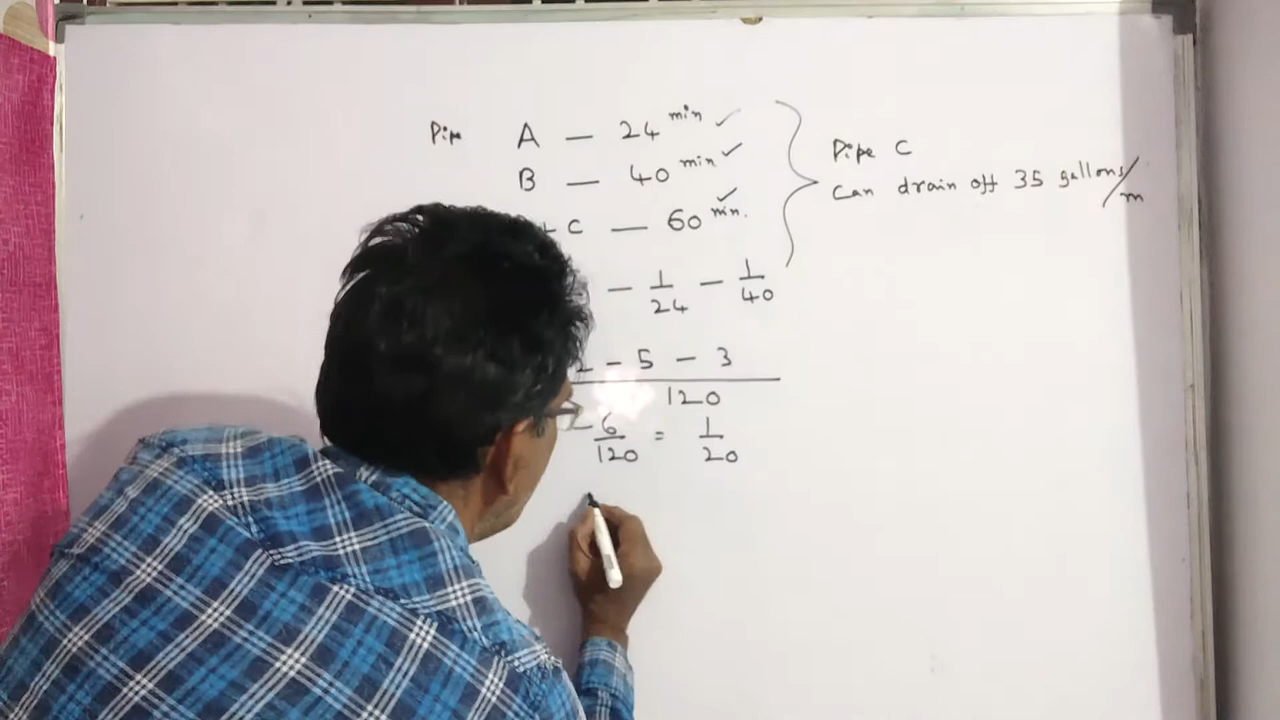 Pipe A — 24 min ✓
B — 40 min ✓
+ C — 60 min. ✓
Pipe C
can drain off 35 gallons/m
— 1/24 — 1/40
2 - 5 - 3
120
6/120 = 1/20